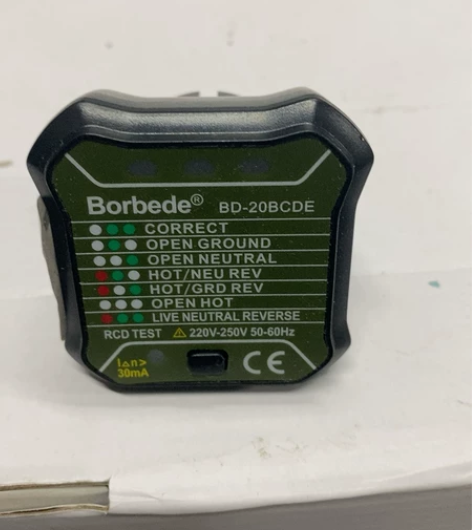 Borbede® BD-20BCDE
CORRECT
OPEN GROUND
OPEN NEUTRAL
HOT/NEU REV
HOT/GRD REV
OPEN HOT
LIVE NEUTRAL REVERSE
RCD TEST ⚠ 220V-250V 50-60Hz
I△n>
30mA
CE